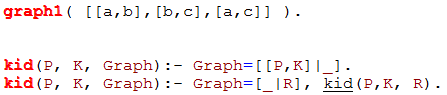 graph1( [[a,b],[b,c],[a,c]] ).
kid(P, K, Graph):- Graph=[[P,K]|_].
kid(P, K, Graph):- Graph=[_|R], kid(P,K, R).